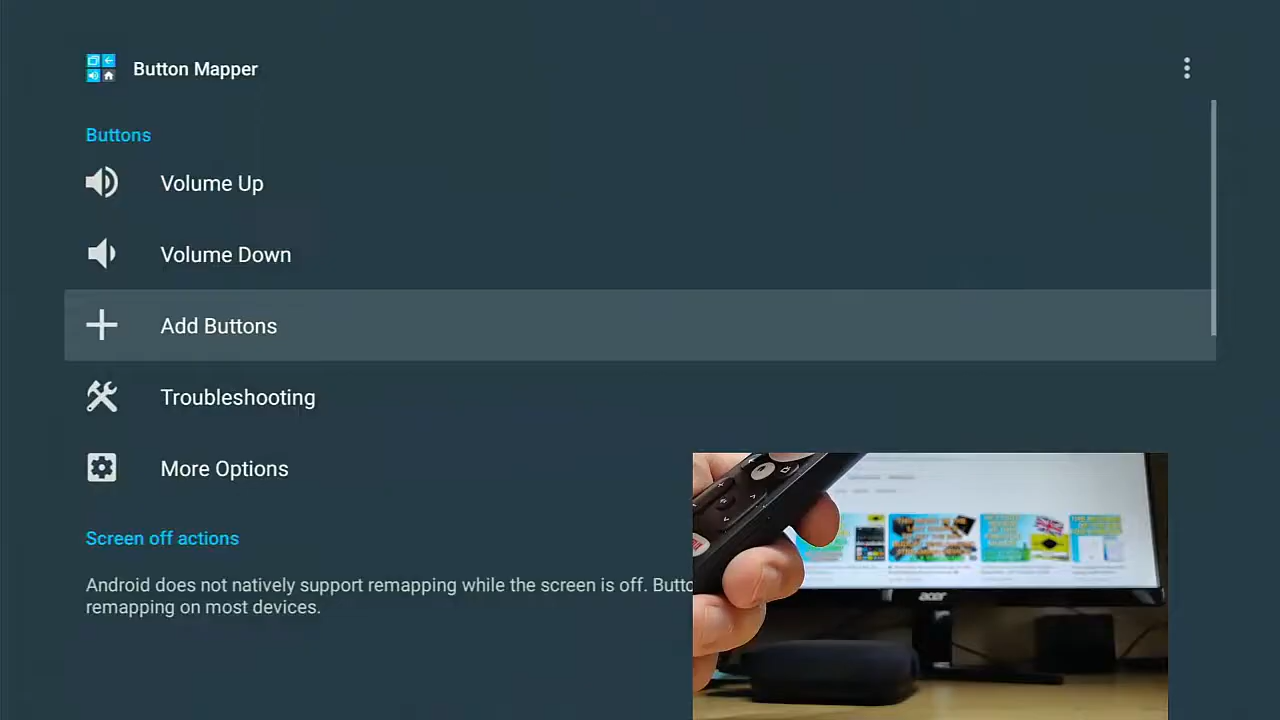 Button Mapper
Buttons
Volume Up
Volume Down
Add Buttons
Troubleshooting
More Options
Screen off actions
Android does not natively support remapping while the screen is off.
remapping on most devices.
acer